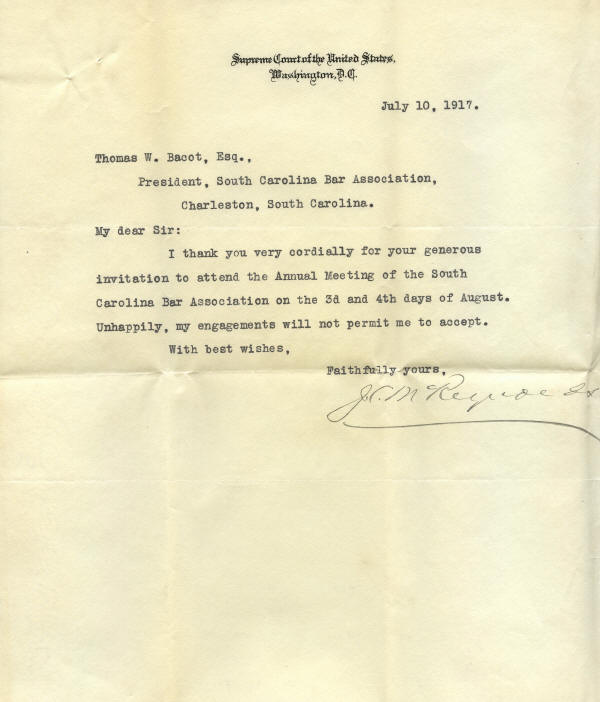 Supreme Court of the United States,
Washington, D.C.
July 10, 1917.
Thomas W. Bacot, Esq.,
President, South Carolina Bar Association,
Charleston, South Carolina.
My dear Sir:
I thank you very cordially for your generous
invitation to attend the Annual Meeting of the South
Carolina Bar Association on the 3d and 4th days of August.
Unhappily, my engagements will not permit me to accept.
With best wishes,
Faithfully yours,
J.C. McReynolds